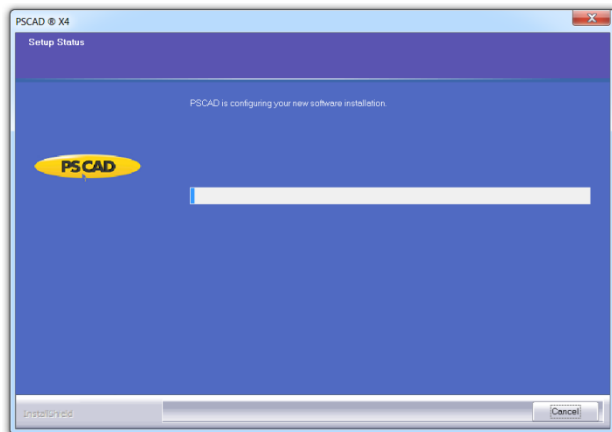 PSCAD ® X4
Setup Status
PSCAD is configuring your new software installation.
PSCAD
InstallShield
Cancel